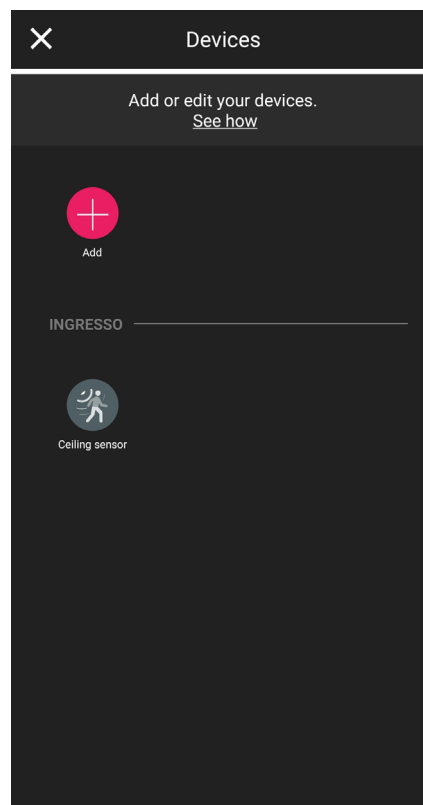 Devices
Add or edit your devices.
See how
Add
INGRESSO
Ceiling sensor